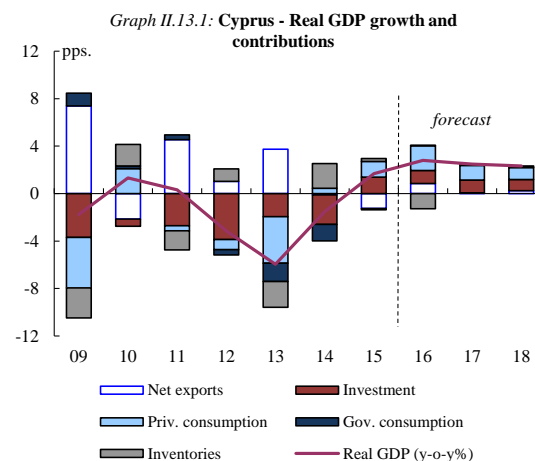 Graph II.13.1: Cyprus - Real GDP growth and
contributions
pps.
12
8
4
0
-4
-8
-12
forecast
09 10 11 12 13 14 15 16 17 18
Net exports Investment
Priv. consumption Gov. consumption
Inventories Real GDP (y-o-y%)